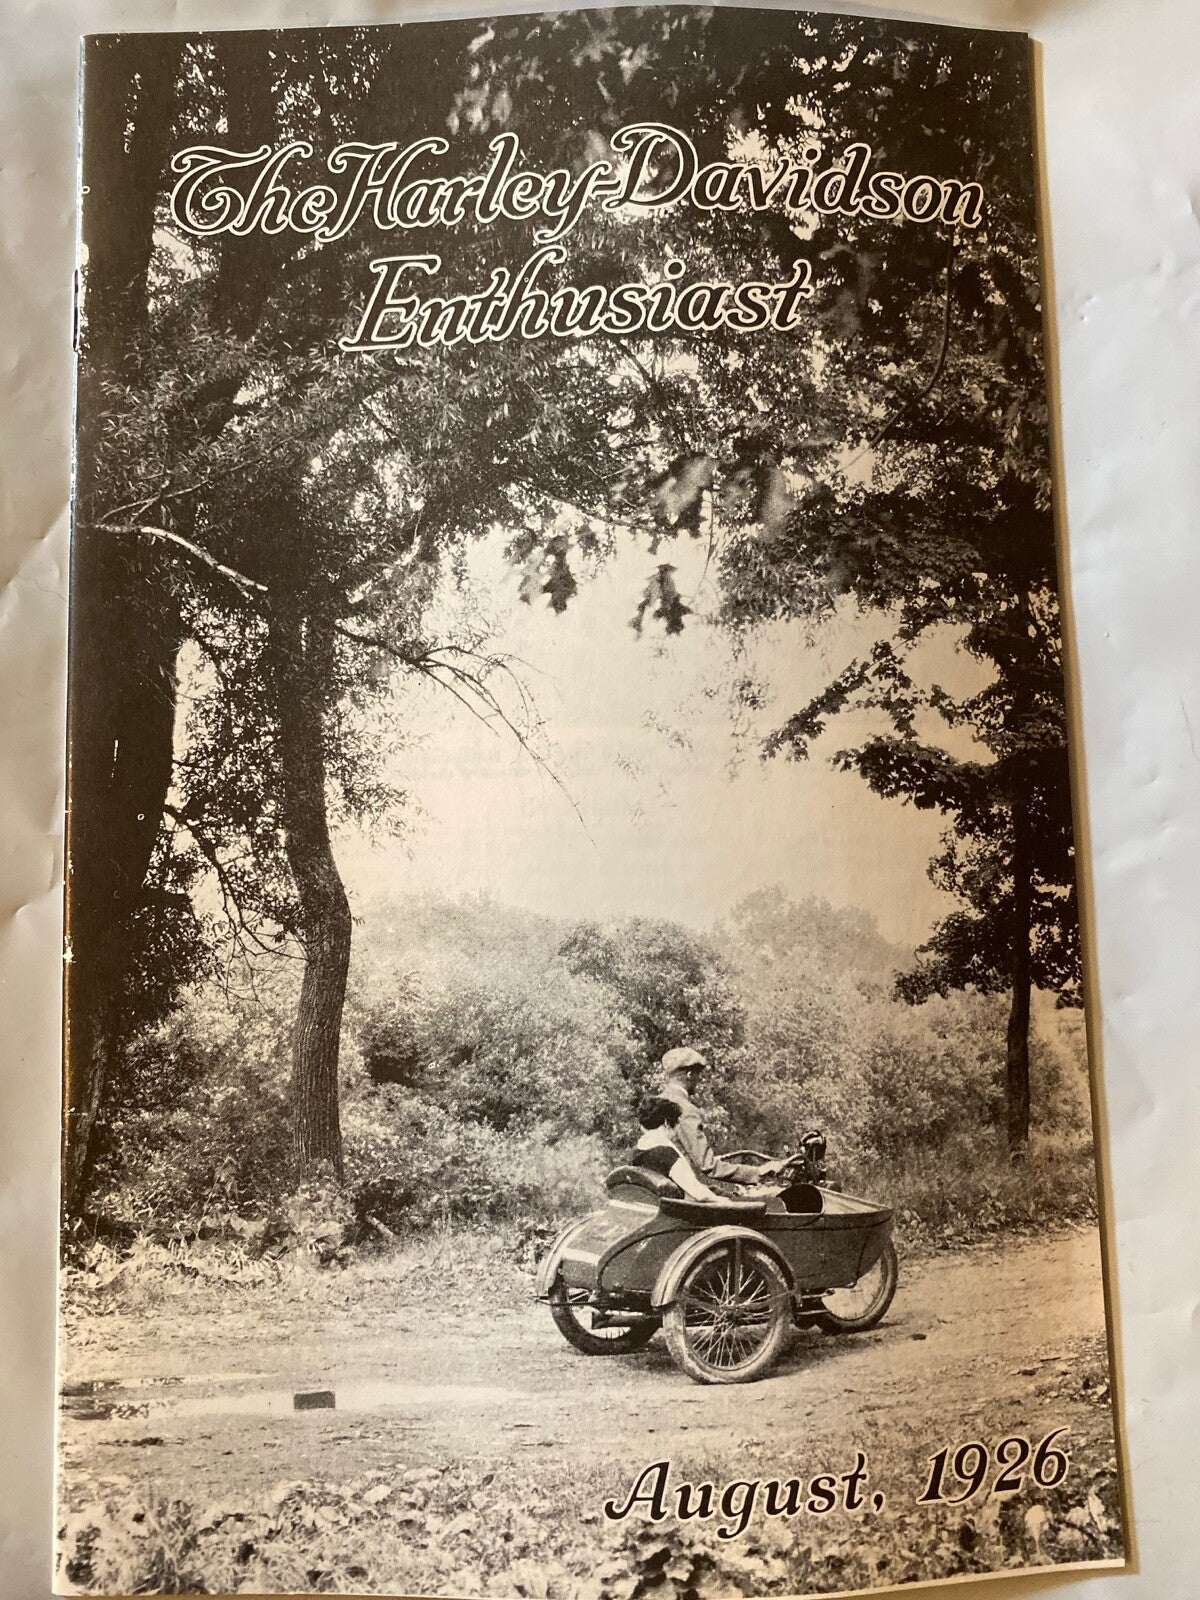 The Harley-Davidson
Enthusiast
August, 1926